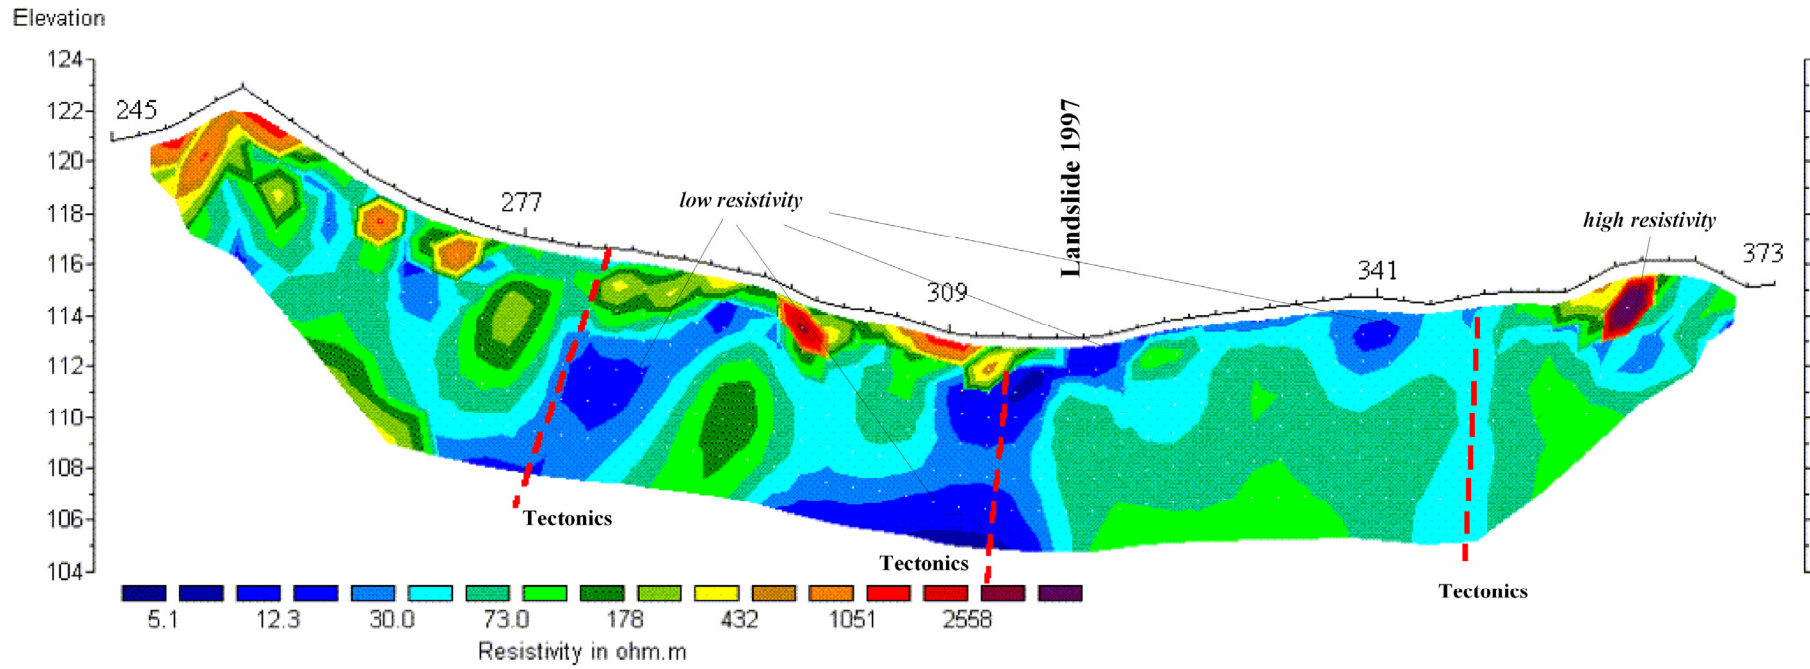 Elevation
124
122
120
118
116
114
112
110
108
106
104
245
277
309
341
373
low resistivity
Landslide 1997
high resistivity
Tectonics
Tectonics
Tectonics
5.1 12.3 30.0 73.0 178 432 1051 2558
Resistivity in ohm.m